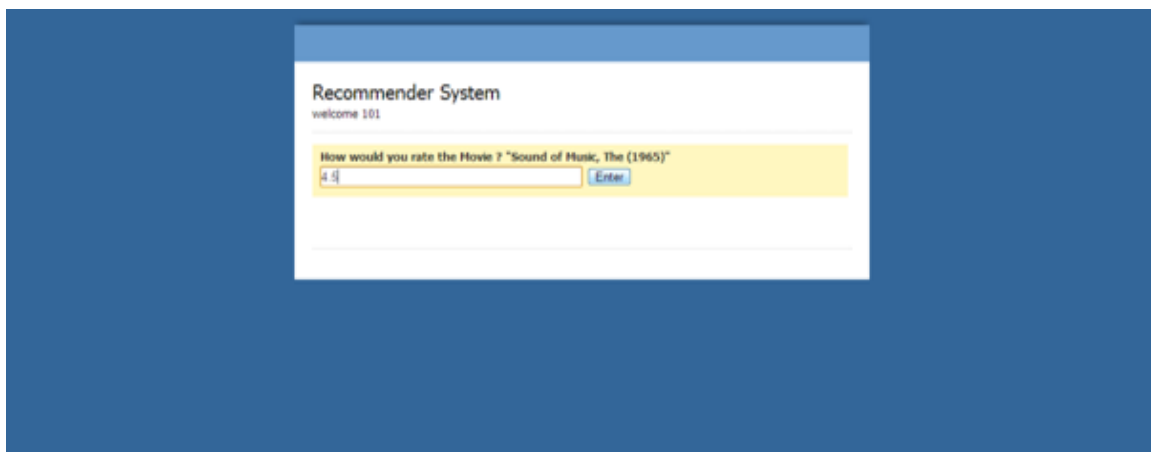 Recommender System
welcome 101
How would you rate the Movie ? "Sound of Music, The (1965)"
4.5 Enter